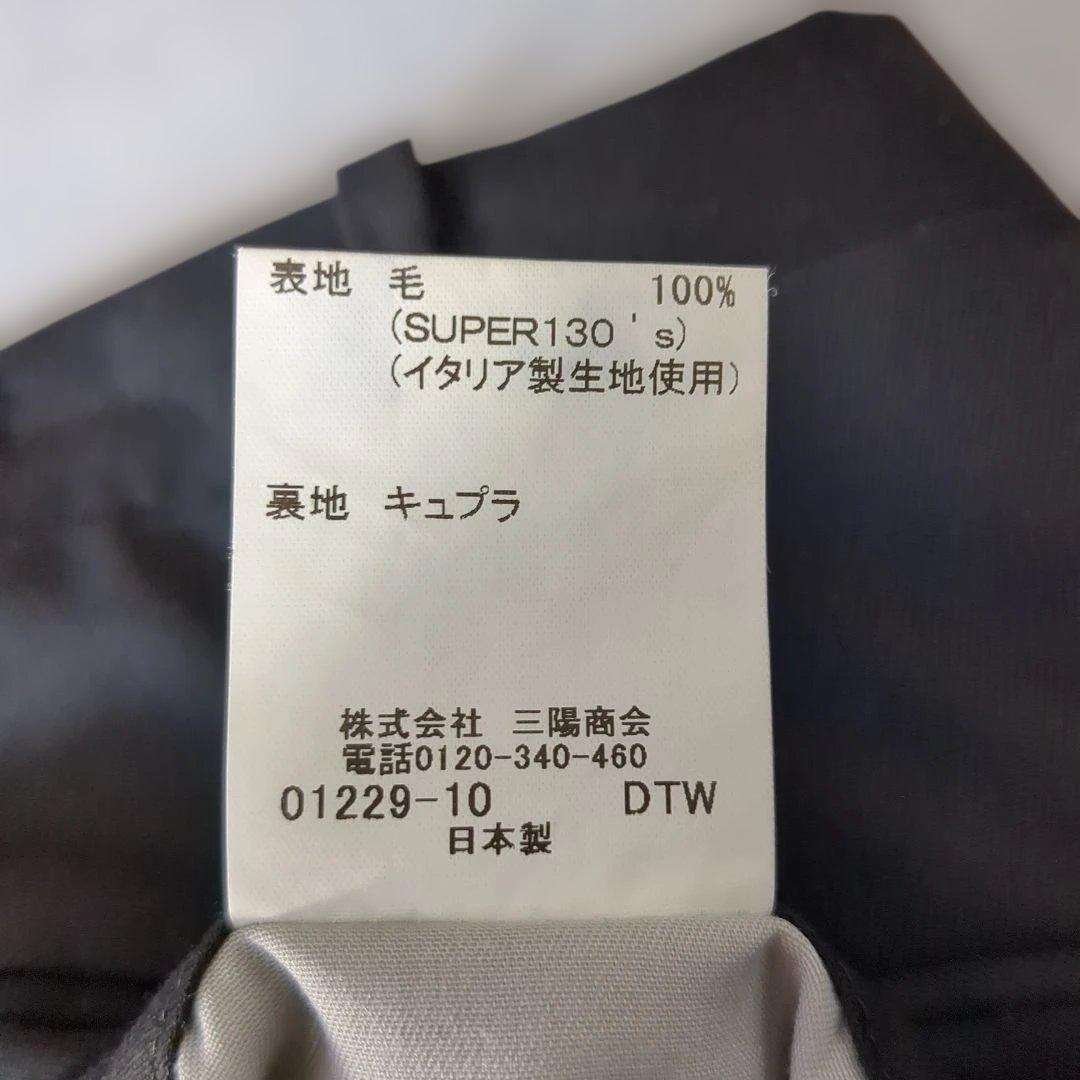 表地 毛 100%
(SUPER130's)
(イタリア製生地使用)
裏地 キュプラ
株式会社 三陽商会
電話0120-340-460
01229-10 DTW
日本製